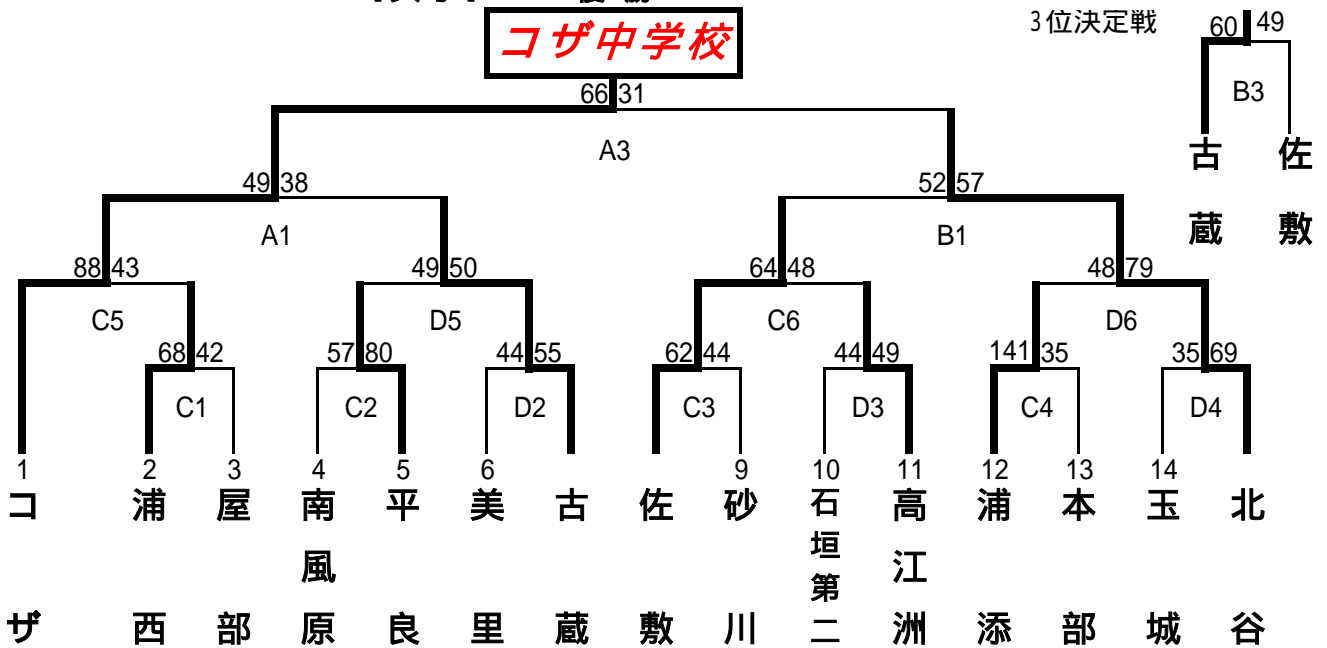 コザ中学校
3位決定戦
60 49
B3
古蔵
佐敷
66 31
A3
49 38
52 57
A1
B1
88 43
49 50
64 48
48 79
C5
D5
C6
D6
68 42
57 80
44 55
62 44
44 49
141 35
35 69
C1
C2
D2
C3
D3
C4
D4
1
2
3
4
5
6
9
10
11
12
13
14
コザ
浦西
屋部
南風原
平良
美里
古蔵
佐敷
砂川
石垣第二
高江洲
浦添
本部
玉城
北谷